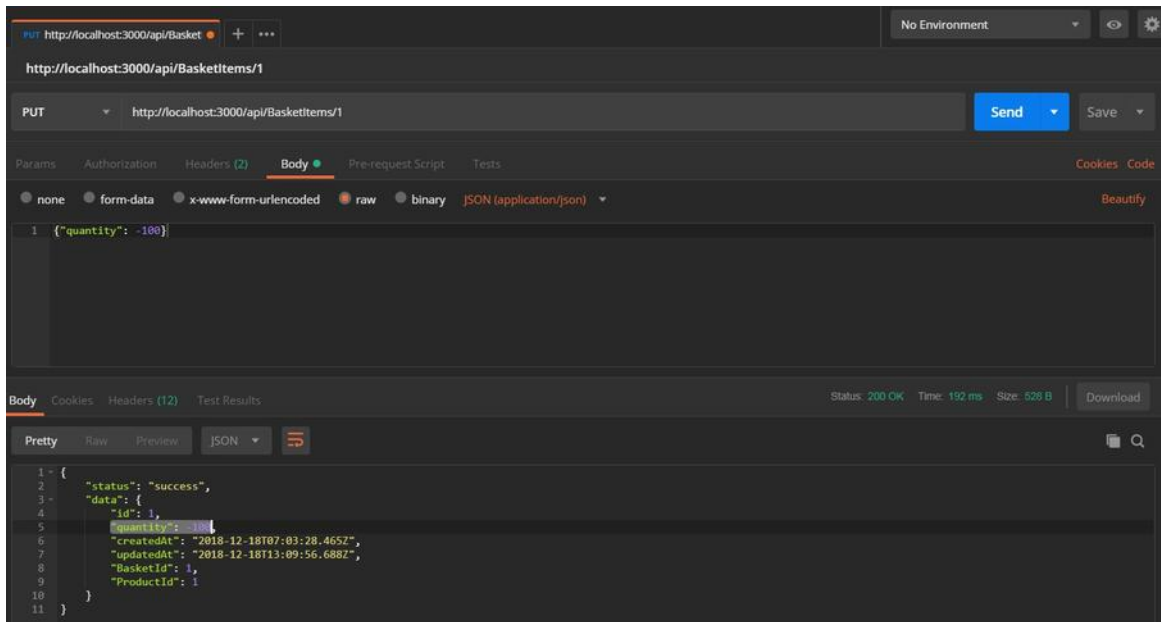 PUT http://localhost:3000/api/Basket
No Environment
http://localhost:3000/api/BasketItems/1
PUT http://localhost:3000/api/BasketItems/1 Send Save
Params Authorization Headers (2) Body Pre-request Script Tests Cookies Code
none form-data x-www-form-urlencoded raw binary JSON (application/json) Beautify
1 {"quantity": -100}
Body Cookies Headers (12) Test Results Status: 200 OK Time: 192 ms Size: 528 B Download
Pretty Raw Preview JSON
1 {
2 "status": "success",
3 "data": {
4 "id": 1,
5 "quantity": -100,
6 "createdAt": "2018-12-18T07:03:28.465Z",
7 "updatedAt": "2018-12-18T13:09:56.688Z",
8 "BasketId": 1,
9 "ProductId": 1
10 }
11 }